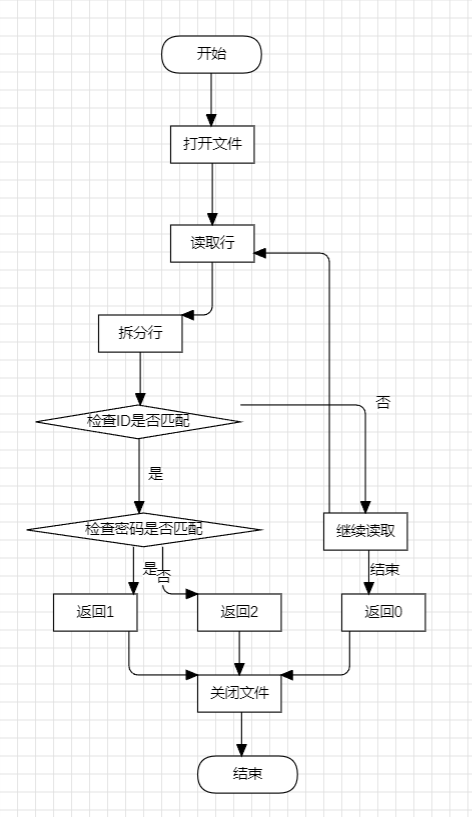 开始
打开文件
读取行
拆分行
否
检查ID是否匹配
是
检查密码是否匹配
继续读取
是
否
结束
返回1
返回2
返回0
关闭文件
结束